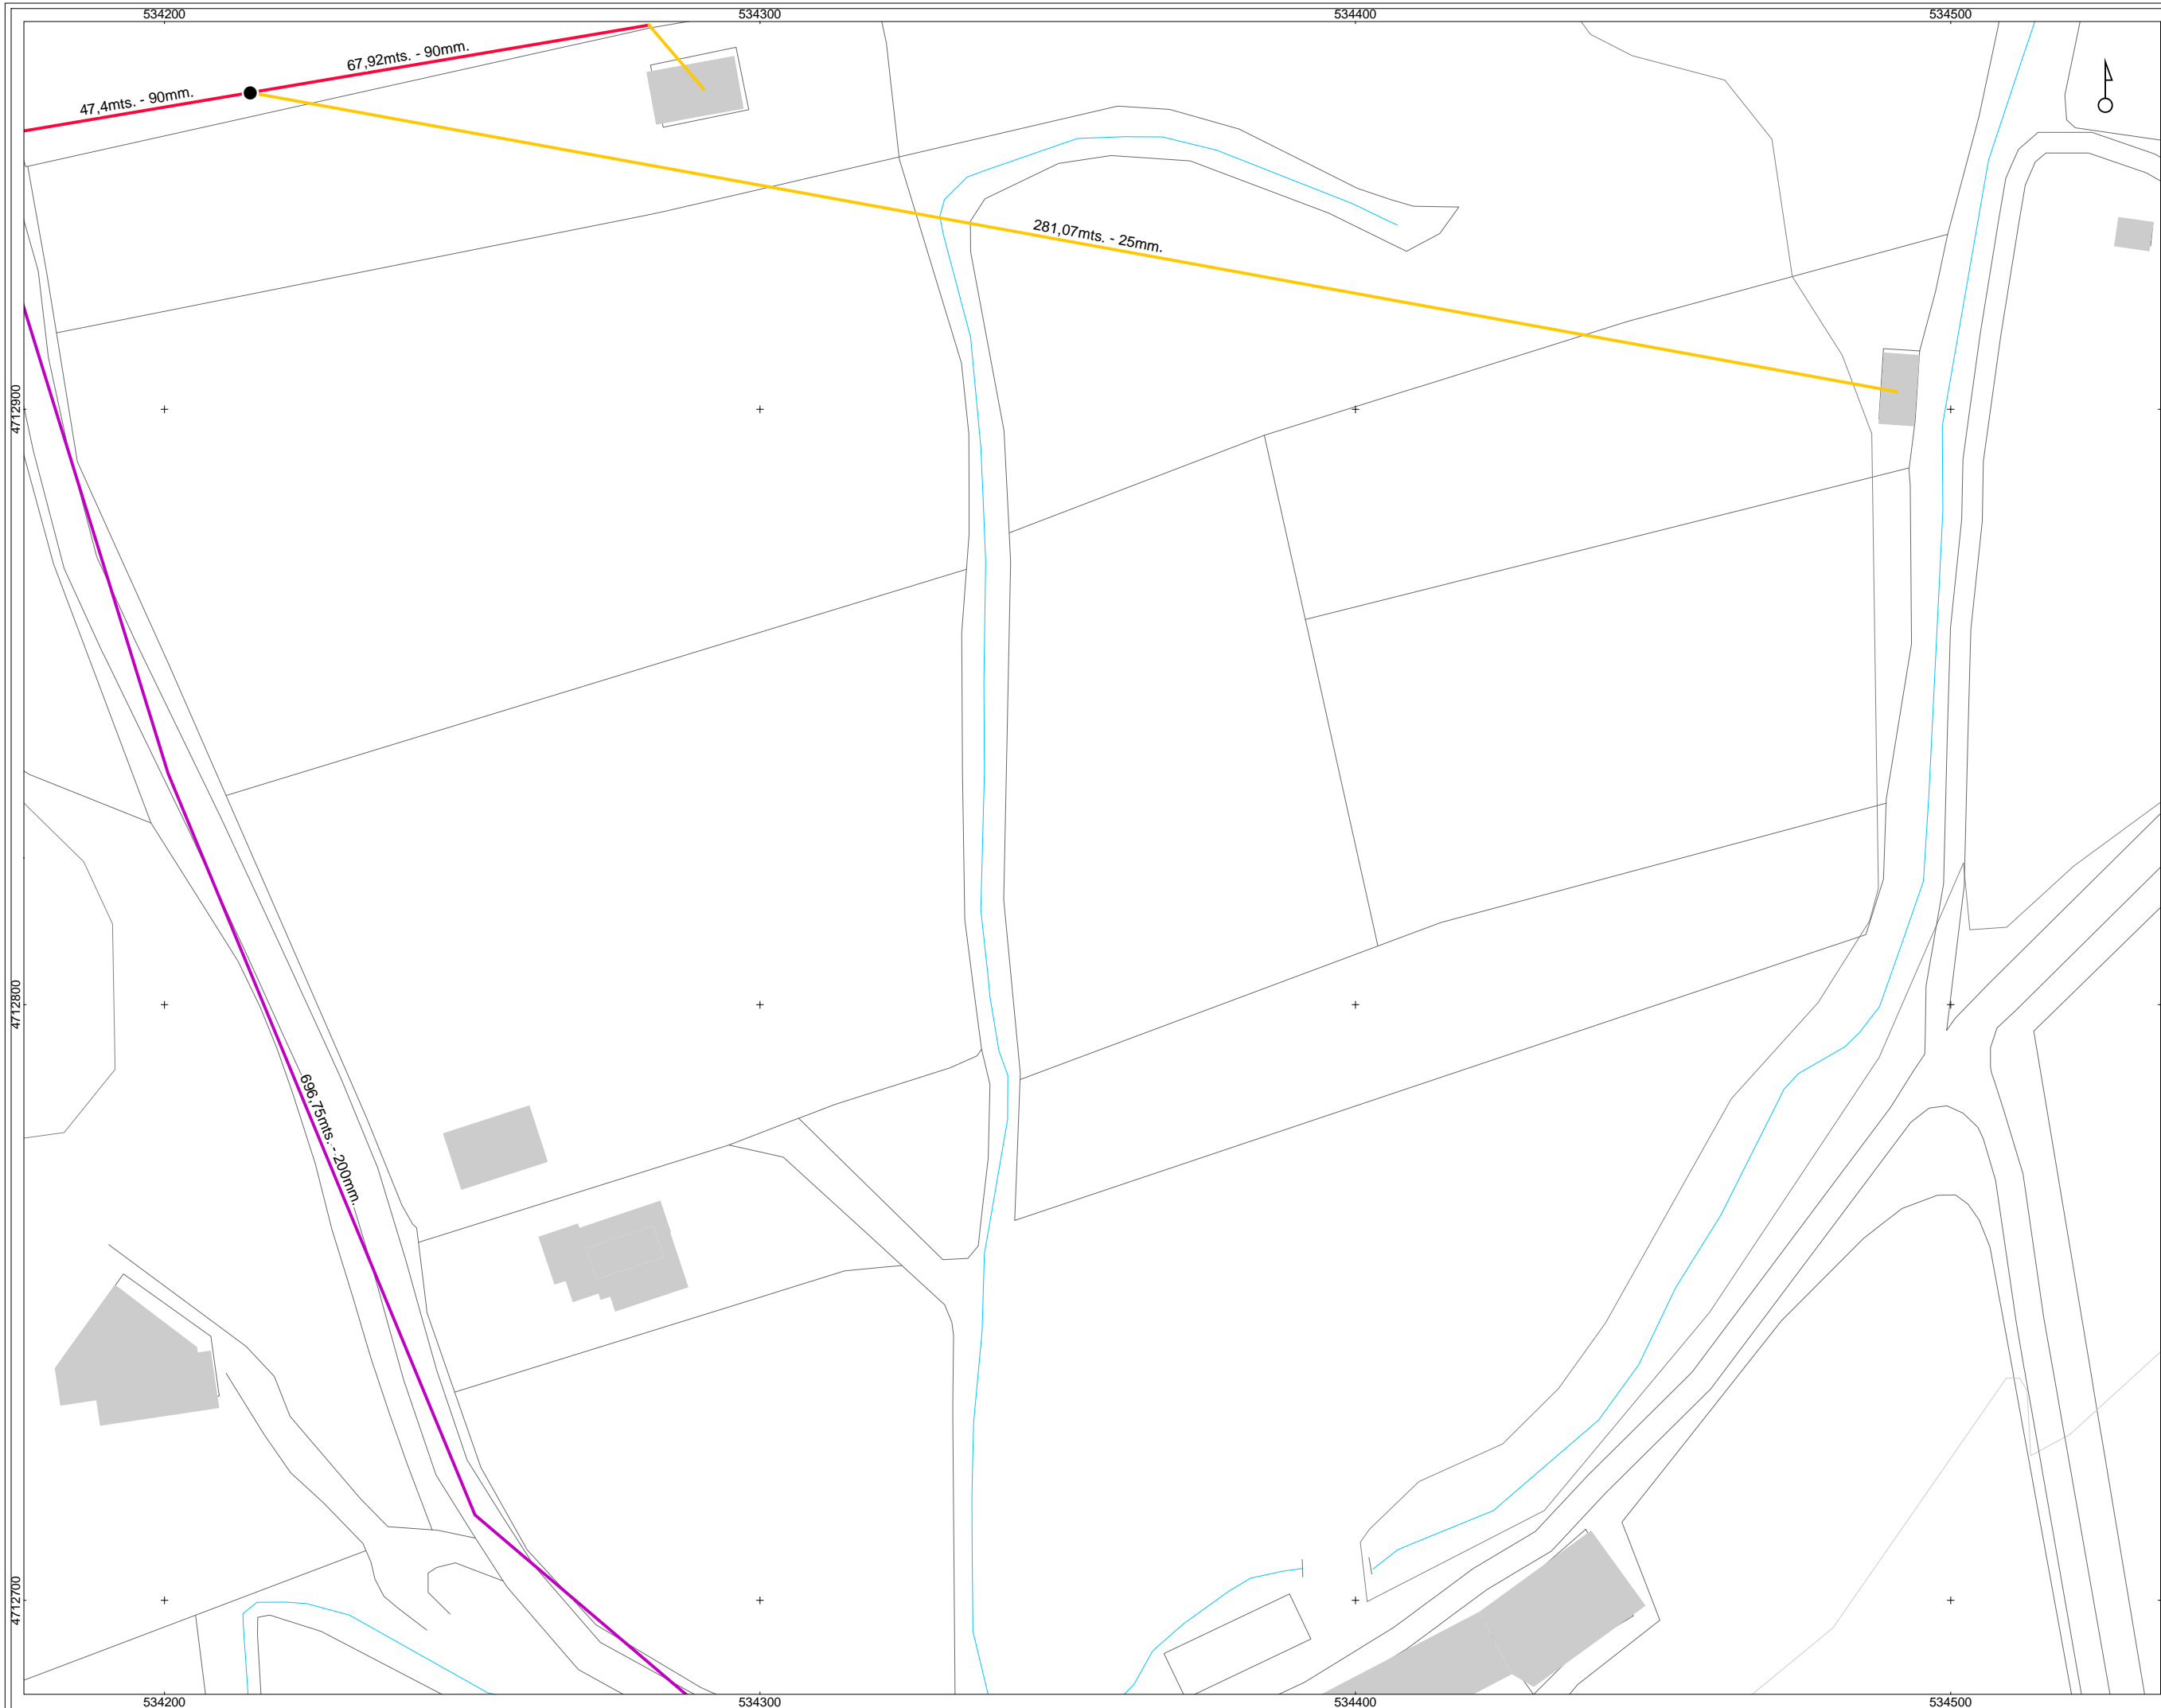 534200 534300 534400 534500
67,92mts. - 90mm.
47,4mts. - 90mm.
281,07mts. - 25mm.
4712900
4712800
696,75mts. - 200mm.
4712700
534200 534300 534400 534500